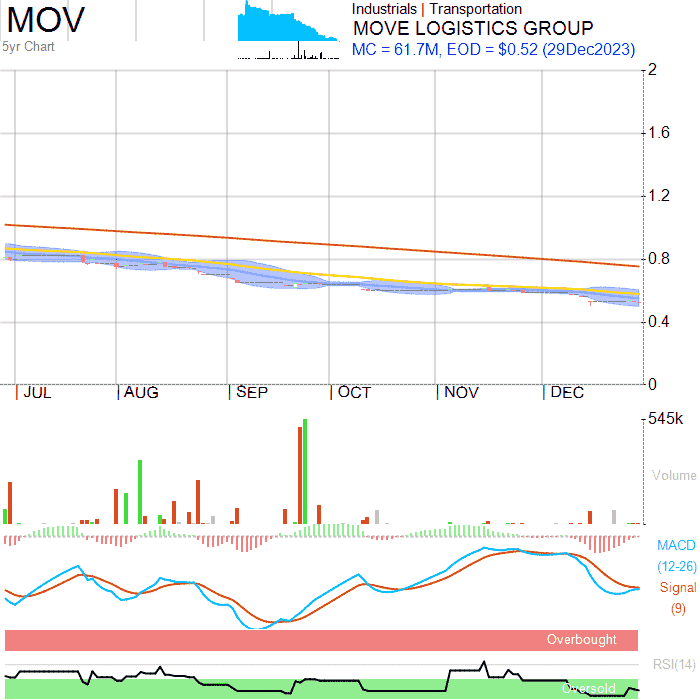 MOV
5yr Chart
Industrials | Transportation
MOVE LOGISTICS GROUP
MC = 61.7M, EOD = $0.52 (29Dec2023)
2
1.6
1.2
0.8
0.4
0
JUL AUG SEP OCT NOV DEC
545k
Volume
MACD
(12-26)
Signal
(9)
Overbought
RSI(14)
Oversold